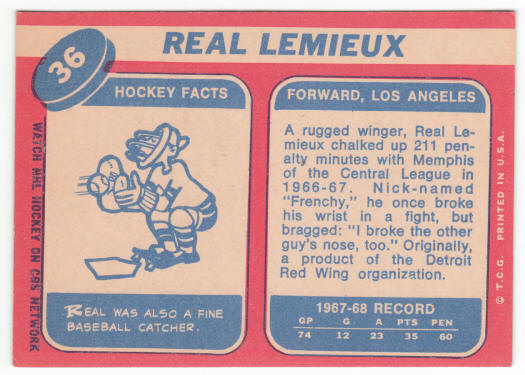 36
REAL LEMIEUX
HOCKEY FACTS
REAL WAS ALSO A FINE
BASEBALL CATCHER.
WATCH NHL HOCKEY ON CBS NETWORK
FORWARD, LOS ANGELES
A rugged winger, Real Le-
mieux chalked up 211 pen-
alty minutes with Memphis
of the Central League in
1966-67. Nick-named
"Frenchy," he once broke
his wrist in a fight, but
bragged: "I broke the other
guy's nose, too." Originally,
a product of the Detroit
Red Wing organization.
1967-68 RECORD
GP G A PTS PEN
74 12 23 35 60
© T.C.G. PRINTED IN U.S.A.